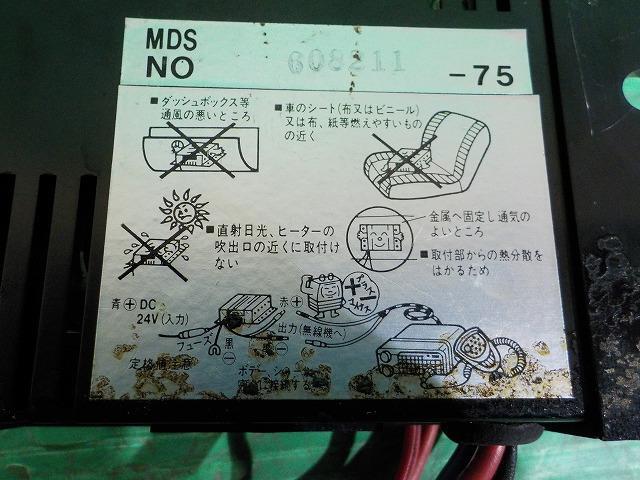 MDS
NO 608211 -75
■ダッシュボックス等
通風の悪いところ
■車のシート(布又はビニール)
又は布、紙等燃えやすいもの
の近く
■直射日光、ヒーターの
吹出口の近くに取付け
ない
金属へ固定し通気の
よいところ
■取付部からの熱分散を
はかるため
青⊕DC
24V(入力)
赤⊕
プラス
出力(無線機へ)
フューズ
黒
⊖
⊖